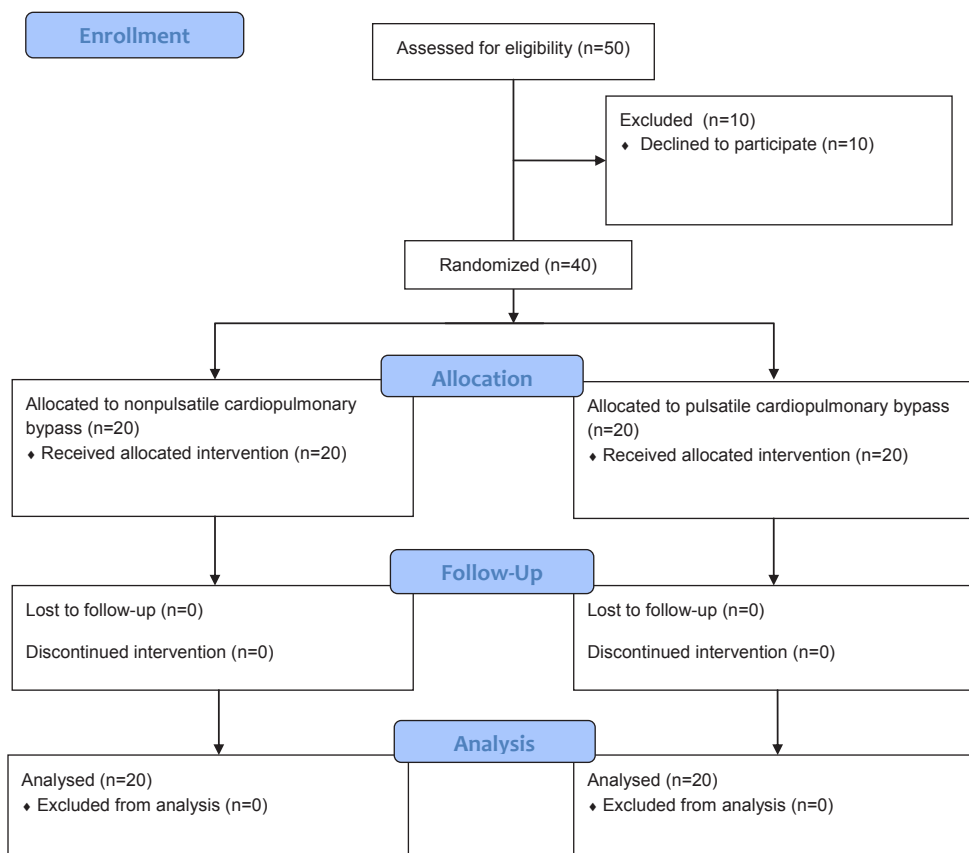 Enrollment
Assessed for eligibility (n=50)
Excluded (n=10)
♦ Declined to participate (n=10)
Randomized (n=40)
Allocation
Allocated to nonpulsatile cardiopulmonary
bypass (n=20)
♦ Received allocated intervention (n=20)
Allocated to pulsatile cardiopulmonary bypass
(n=20)
♦ Received allocated intervention (n=20)
Follow-Up
Lost to follow-up (n=0)
Discontinued intervention (n=0)
Lost to follow-up (n=0)
Discontinued intervention (n=0)
Analysis
Analysed (n=20)
♦ Excluded from analysis (n=0)
Analysed (n=20)
♦ Excluded from analysis (n=0)